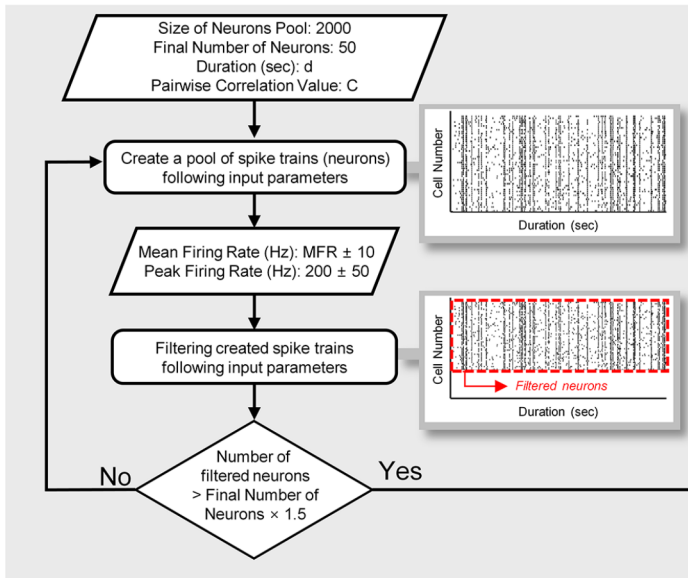 Size of Neurons Pool: 2000
Final Number of Neurons: 50
Duration (sec): d
Pairwise Correlation Value: C
Create a pool of spike trains (neurons)
following input parameters
Cell Number
Duration (sec)
Mean Firing Rate (Hz): MFR ± 10
Peak Firing Rate (Hz): 200 ± 50
Filtering created spike trains
following input parameters
Cell Number
Filtered neurons
Duration (sec)
Number of
filtered neurons
> Final Number of
Neurons × 1.5
No
Yes